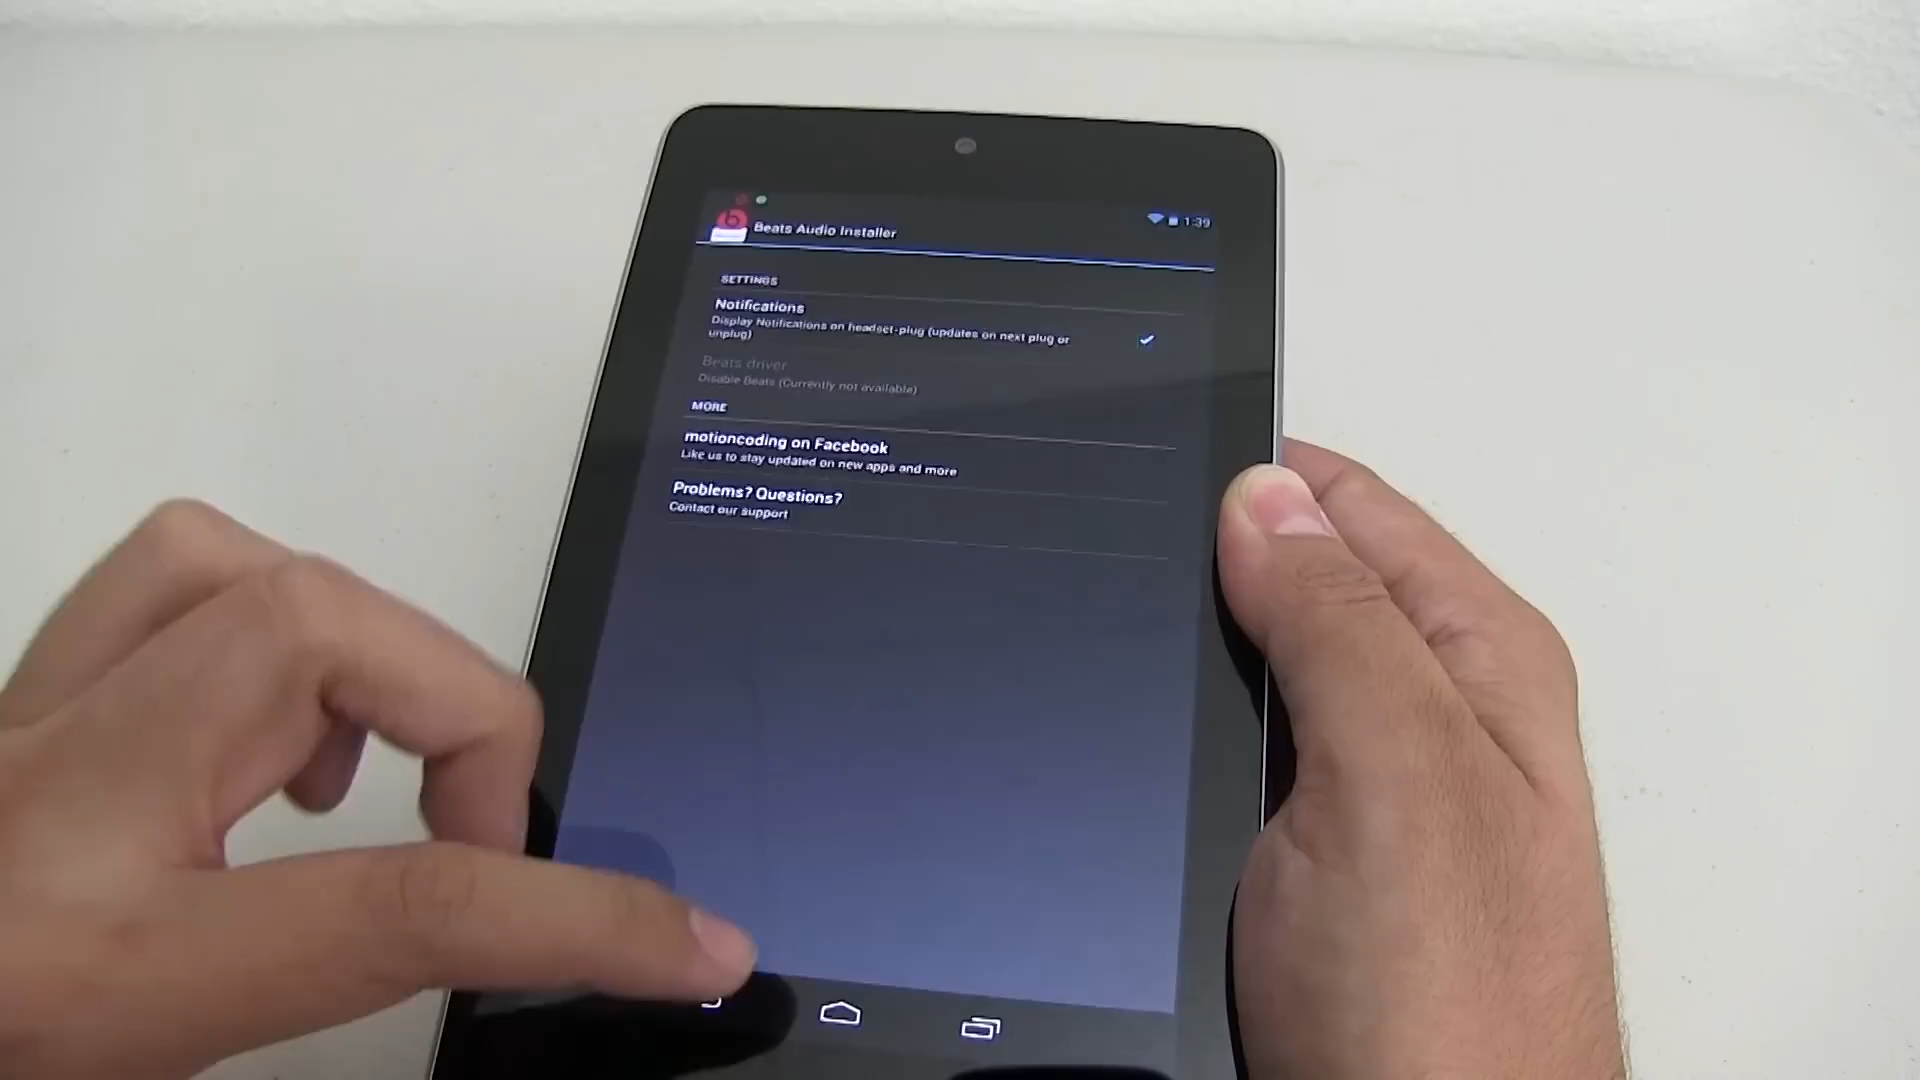 1:39
Beats Audio Installer
SETTINGS
Notifications
Display Notifications on headset-plug (updates on next plug or
unplug)
Beats driver
Disable Beats (Currently not available)
MORE
motioncoding on Facebook
Like us to stay updated on new apps and more
Problems? Questions?
Contact our support